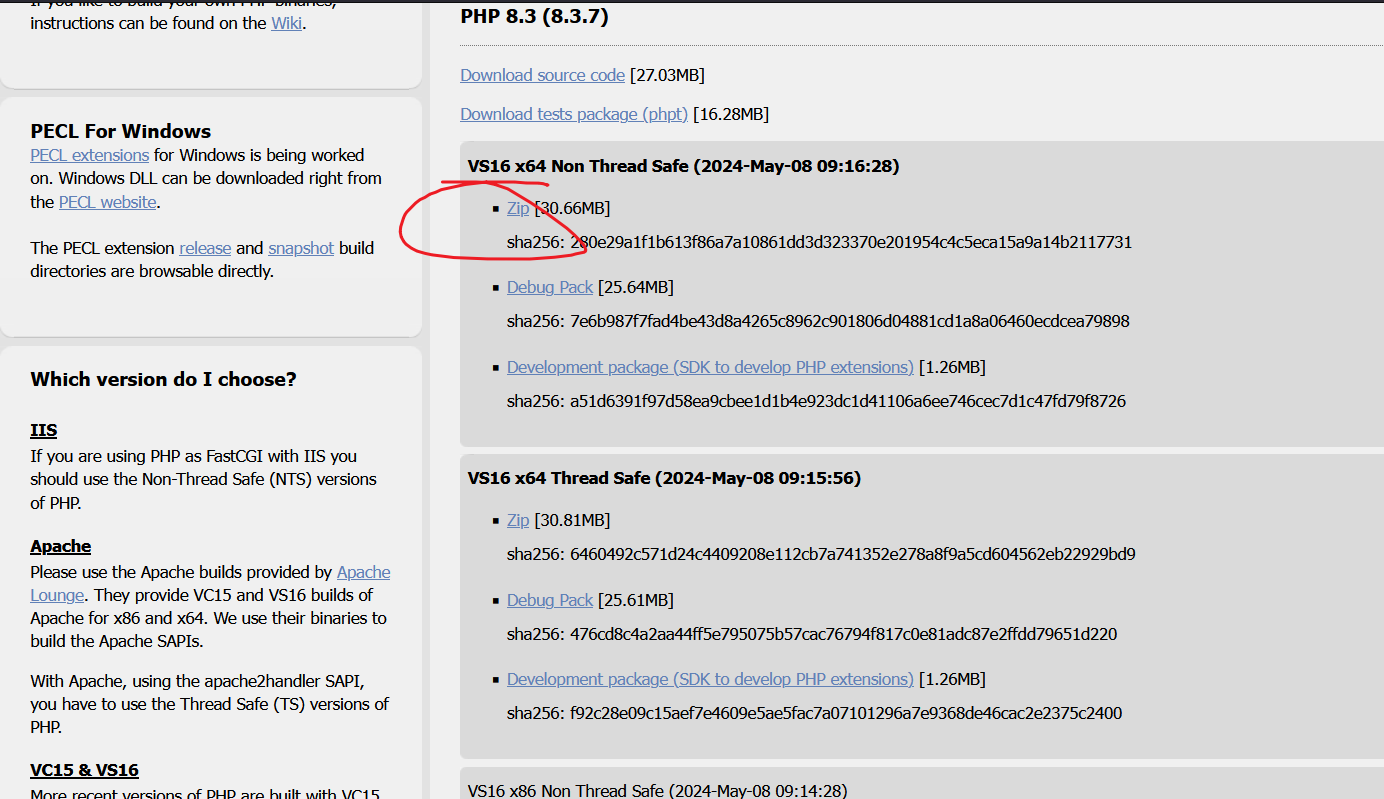 If you like to build your own PHP binaries,
instructions can be found on the Wiki.
PECL For Windows
PECL extensions for Windows is being worked
on. Windows DLL can be downloaded right from
the PECL website.
The PECL extension release and snapshot build
directories are browsable directly.
Which version do I choose?
IIS
If you are using PHP as FastCGI with IIS you
should use the Non-Thread Safe (NTS) versions
of PHP.
Apache
Please use the Apache builds provided by Apache
Lounge. They provide VC15 and VS16 builds of
Apache for x86 and x64. We use their binaries to
build the Apache SAPIs.
With Apache, using the apache2handler SAPI,
you have to use the Thread Safe (TS) versions of
PHP.
VC15 & VS16
More recent versions of PHP are built with VC15
PHP 8.3 (8.3.7)
Download source code [27.03MB]
Download tests package (phpt) [16.28MB]
VS16 x64 Non Thread Safe (2024-May-08 09:16:28)
Zip [30.66MB]
sha256: 280e29a1f1b613f86a7a10861dd3d323370e201954c4c5eca15a9a14b2117731
Debug Pack [25.64MB]
sha256: 7e6b987f7fad4be43d8a4265c8962c901806d04881cd1a8a06460ecdcea79898
Development package (SDK to develop PHP extensions) [1.26MB]
sha256: a51d6391f97d58ea9cbee1d1b4e923dc1d41106a6ee746cec7d1c47fd79f8726
VS16 x64 Thread Safe (2024-May-08 09:15:56)
Zip [30.81MB]
sha256: 6460492c571d24c4409208e112cb7a741352e278a8f9a5cd604562eb22929bd9
Debug Pack [25.61MB]
sha256: 476cd8c4a2aa44ff5e795075b57cac76794f817c0e81adc87e2ffdd79651d220
Development package (SDK to develop PHP extensions) [1.26MB]
sha256: f92c28e09c15aef7e4609e5ae5fac7a07101296a7e9368de46cac2e2375c2400
VS16 x86 Non Thread Safe (2024-May-08 09:14:28)